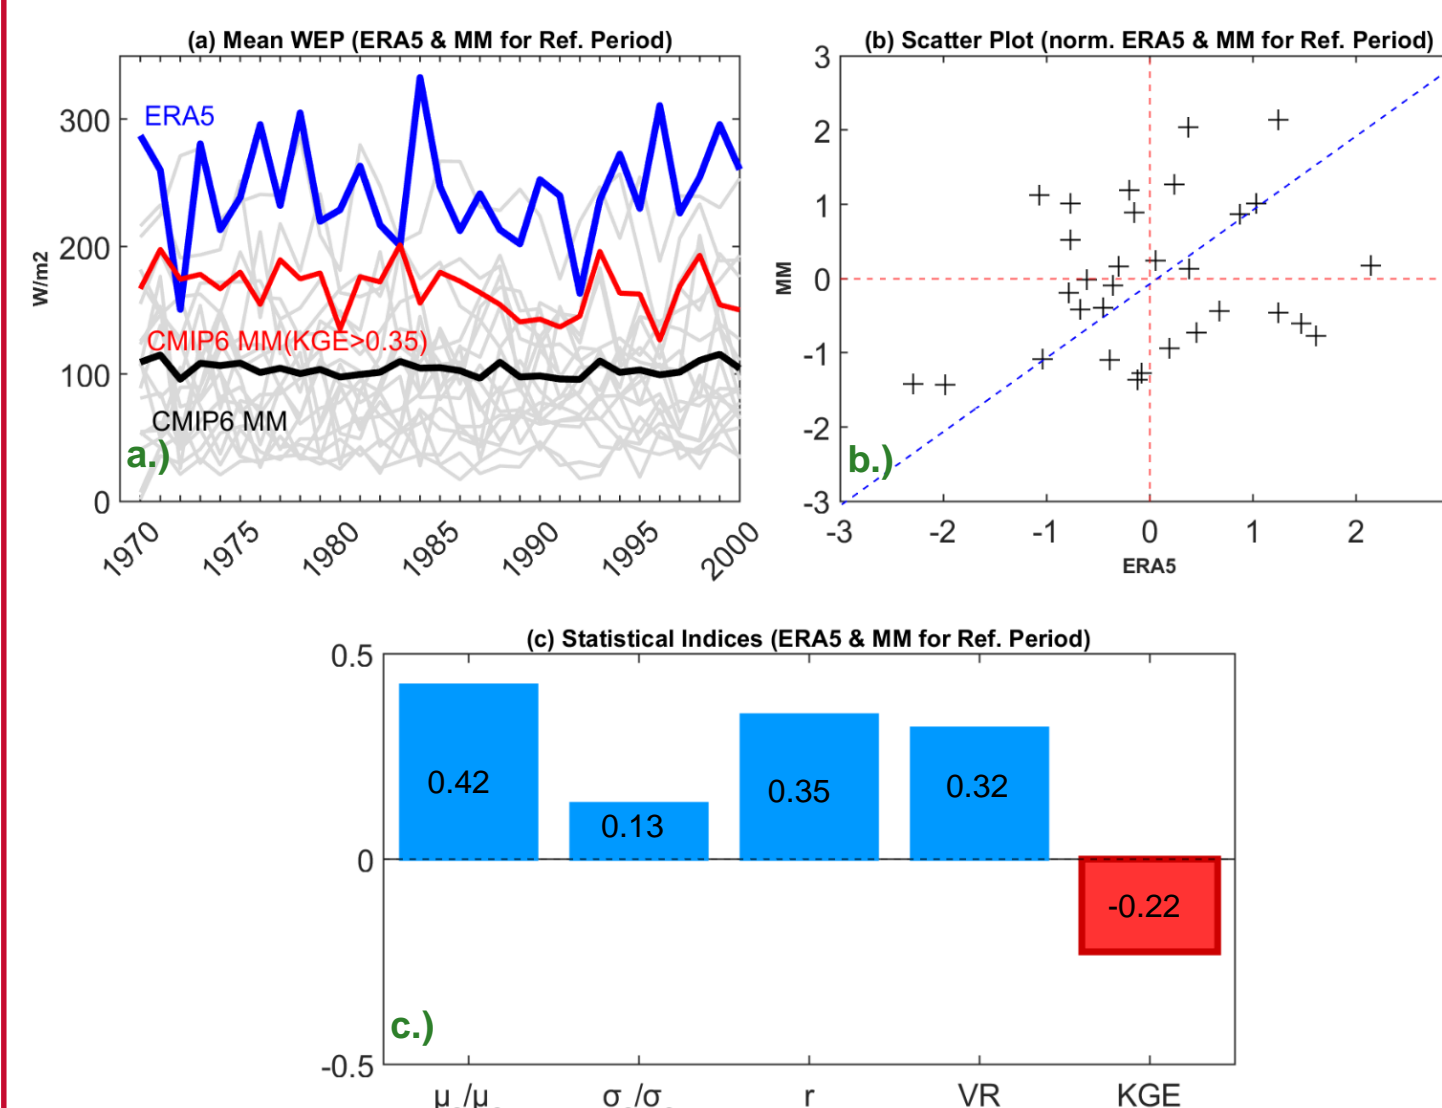 (a) Mean WEP (ERA5 & MM for Ref. Period)
W/m2
300
200
100
0
ERA5
CMIP6 MM(KGE>0.35)
CMIP6 MM
a.)
1970
1975
1980
1985
1990
1995
2000
(b) Scatter Plot (norm. ERA5 & MM for Ref. Period)
MM
3
2
1
0
-1
-2
-3
b.)
-3
-2
-1
0
1
2
ERA5
(c) Statistical Indices (ERA5 & MM for Ref. Period)
0.5
0
-0.5
0.42
0.13
0.35
0.32
-0.22
c.)
r
VR
KGE